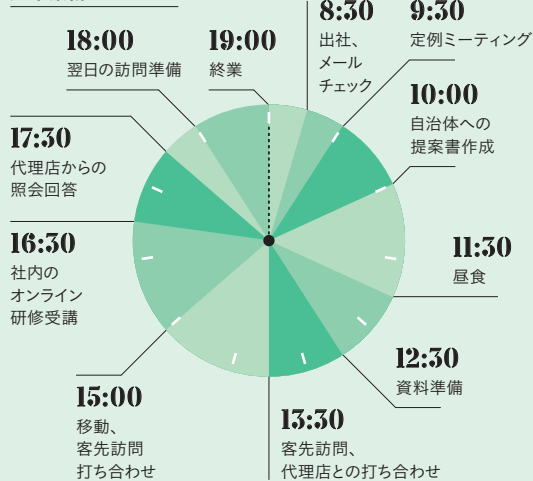 8:30
出社、
メール
チェック
9:30
定例ミーティング
10:00
自治体への
提案書作成
11:30
昼食
12:30
資料準備
13:30
客先訪問、
代理店との打ち合わせ
15:00
移動、
客先訪問
打ち合わせ
16:30
社内の
オンライン
研修受講
17:30
代理店からの
照会回答
18:00
翌日の訪問準備
19:00
終業